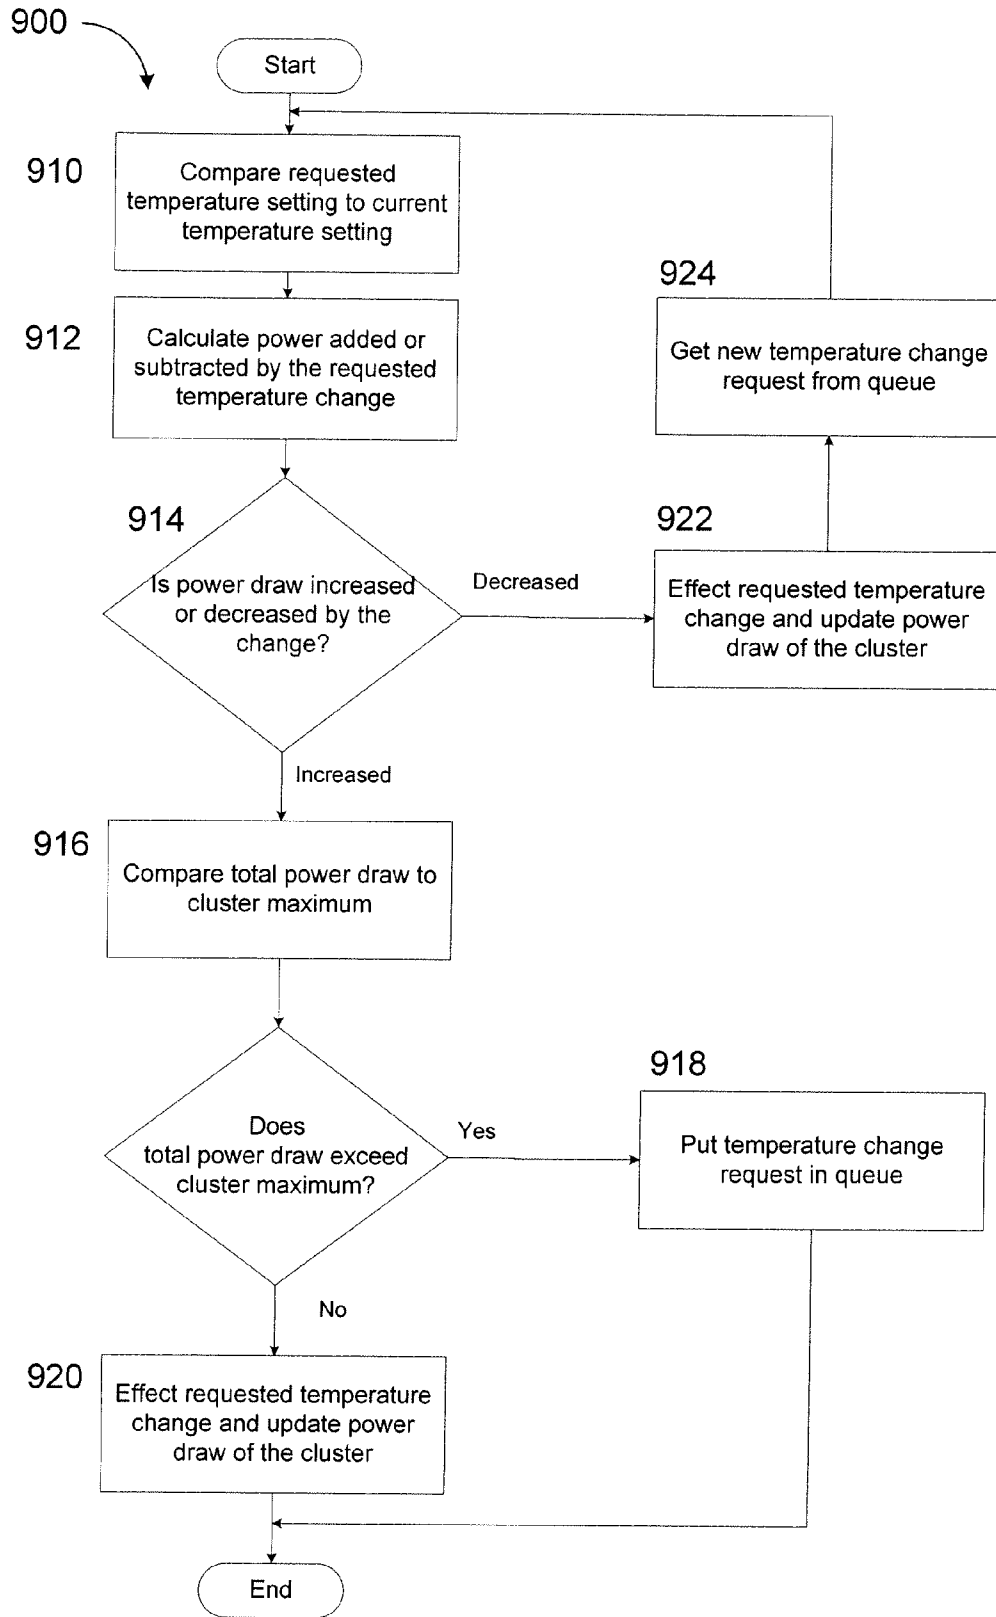 900
Start
910
Compare requested
temperature setting to current
temperature setting
924
912
Calculate power added or
subtracted by the requested
temperature change
Get new temperature change
request from queue
914
922
Is power draw increased
or decreased by the
change?
Decreased
Effect requested temperature
change and update power
draw of the cluster
Increased
916
Compare total power draw to
cluster maximum
918
Does
total power draw exceed
cluster maximum?
Yes
Put temperature change
request in queue
No
920
Effect requested temperature
change and update power
draw of the cluster
End